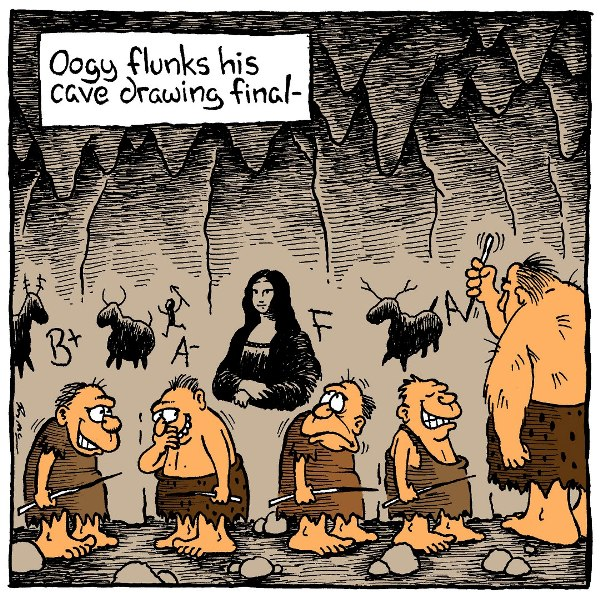 Oogy flunks his
cave drawing final-
B+
A-
F
A